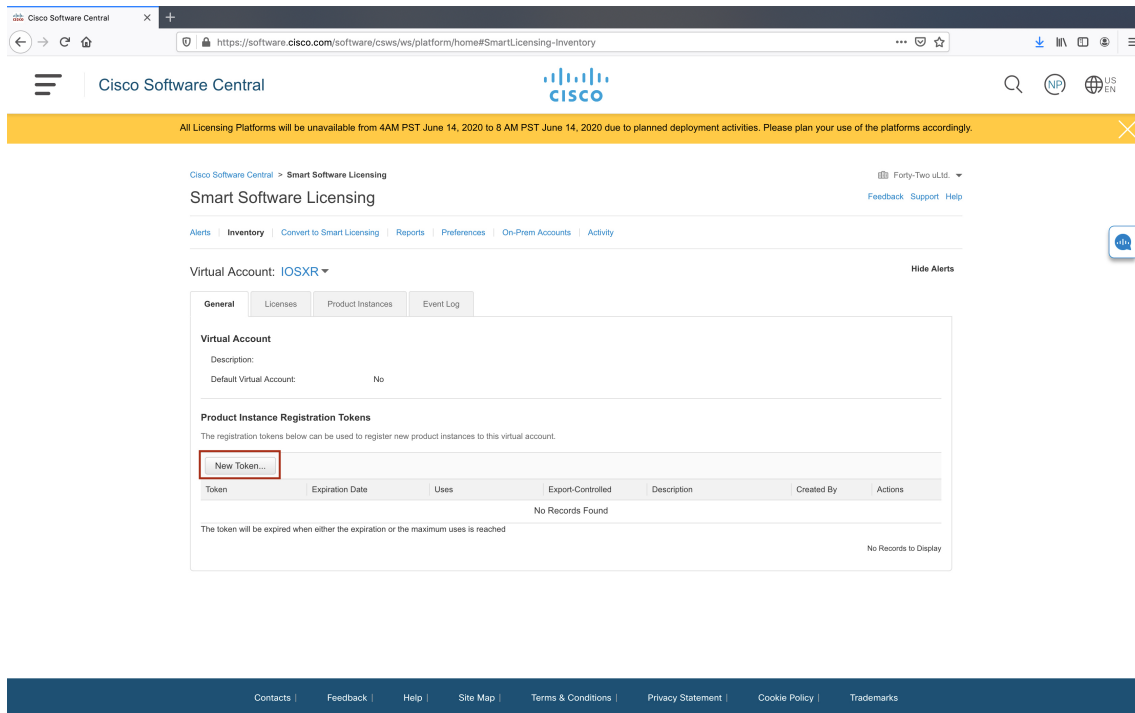 Cisco Software Central
https://software.cisco.com/software/csws/ws/platform/home#SmartLicensing-Inventory
Cisco Software Central
CISCO
NP
US
EN
All Licensing Platforms will be unavailable from 4AM PST June 14, 2020 to 8 AM PST June 14, 2020 due to planned deployment activities. Please plan your use of the platforms accordingly.
Cisco Software Central > Smart Software Licensing
Forty-Two uLtd.
Smart Software Licensing
Feedback Support Help
Alerts | Inventory | Convert to Smart Licensing | Reports | Preferences | On-Prem Accounts | Activity
Virtual Account: IOSXR
Hide Alerts
General Licenses Product Instances Event Log
Virtual Account
Description:
Default Virtual Account: No
Product Instance Registration Tokens
The registration tokens below can be used to register new product instances to this virtual account.
New Token...
Token Expiration Date Uses Export-Controlled Description Created By Actions
No Records Found
The token will be expired when either the expiration or the maximum uses is reached
No Records to Display
Contacts | Feedback | Help | Site Map | Terms & Conditions | Privacy Statement | Cookie Policy | Trademarks